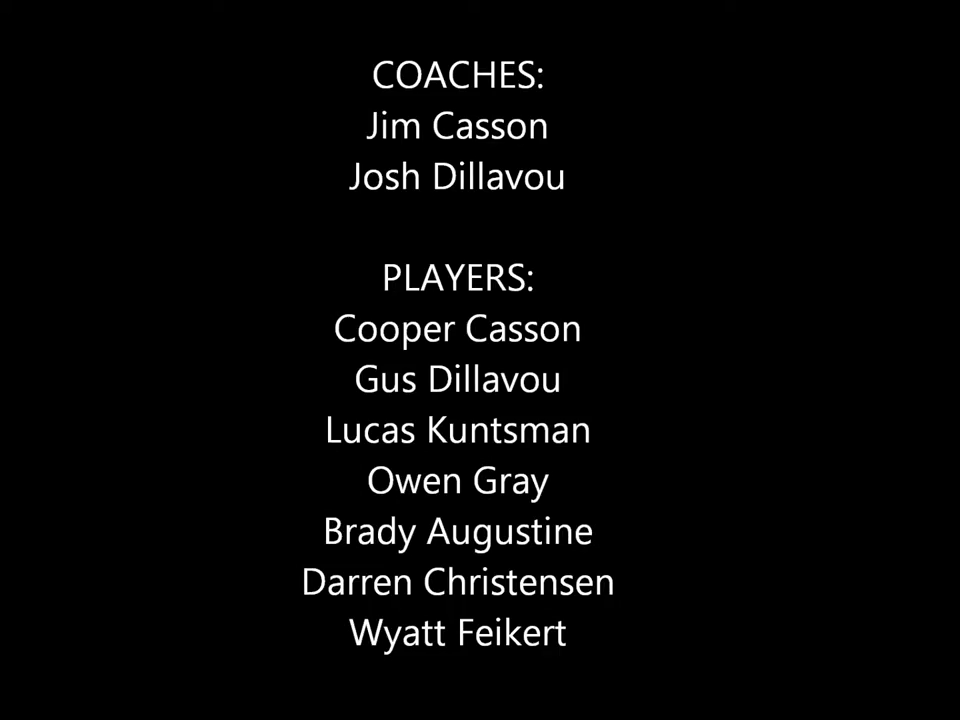 COACHES:
Jim Casson
Josh Dillavou
PLAYERS:
Cooper Casson
Gus Dillavou
Lucas Kuntsman
Owen Gray
Brady Augustine
Darren Christensen
Wyatt Feikert